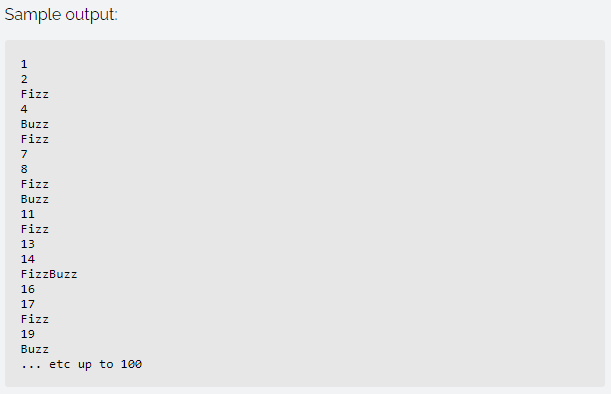 Sample output:
1
2
Fizz
4
Buzz
Fizz
7
8
Fizz
Buzz
11
Fizz
13
14
FizzBuzz
16
17
Fizz
19
Buzz
... etc up to 100